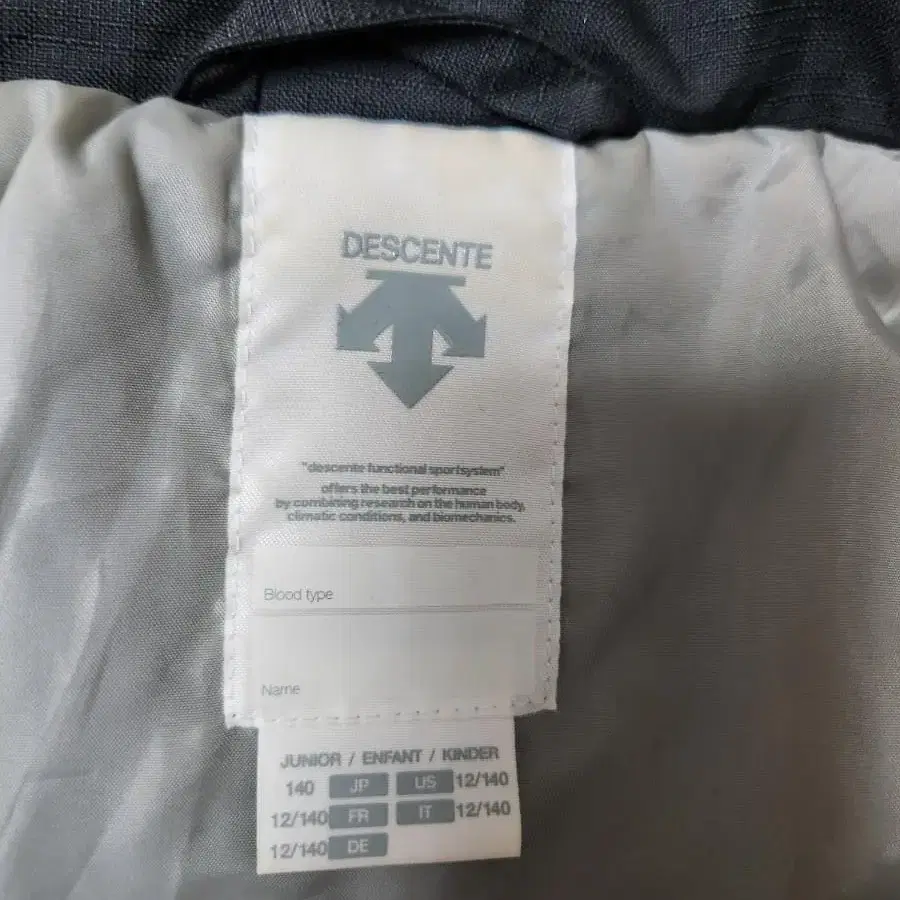 DESCENTE
"descente functional sportsystem"
offers the best performance
by combining research on the human body,
climatic conditions, and biomechanics.
Blood type
Name
JUNIOR / ENFANT / KINDER
140 JP US 12/140
12/140 FR IT 12/140
12/140 DE